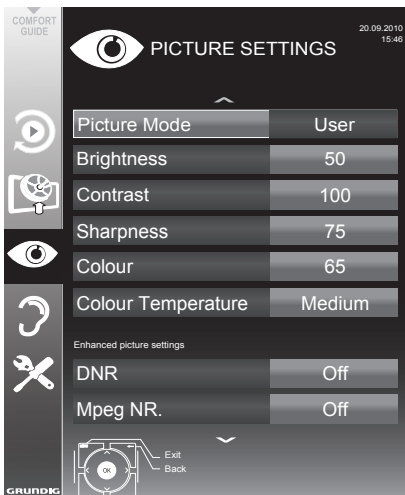 COMFORT
GUIDE
PICTURE SETTINGS
20.09.2010
15:46
Picture Mode User
Brightness 50
Contrast 100
Sharpness 75
Colour 65
Colour Temperature Medium
Enhanced picture settings
DNR Off
Mpeg NR. Off
Exit
Back
OK
GRUNDIG